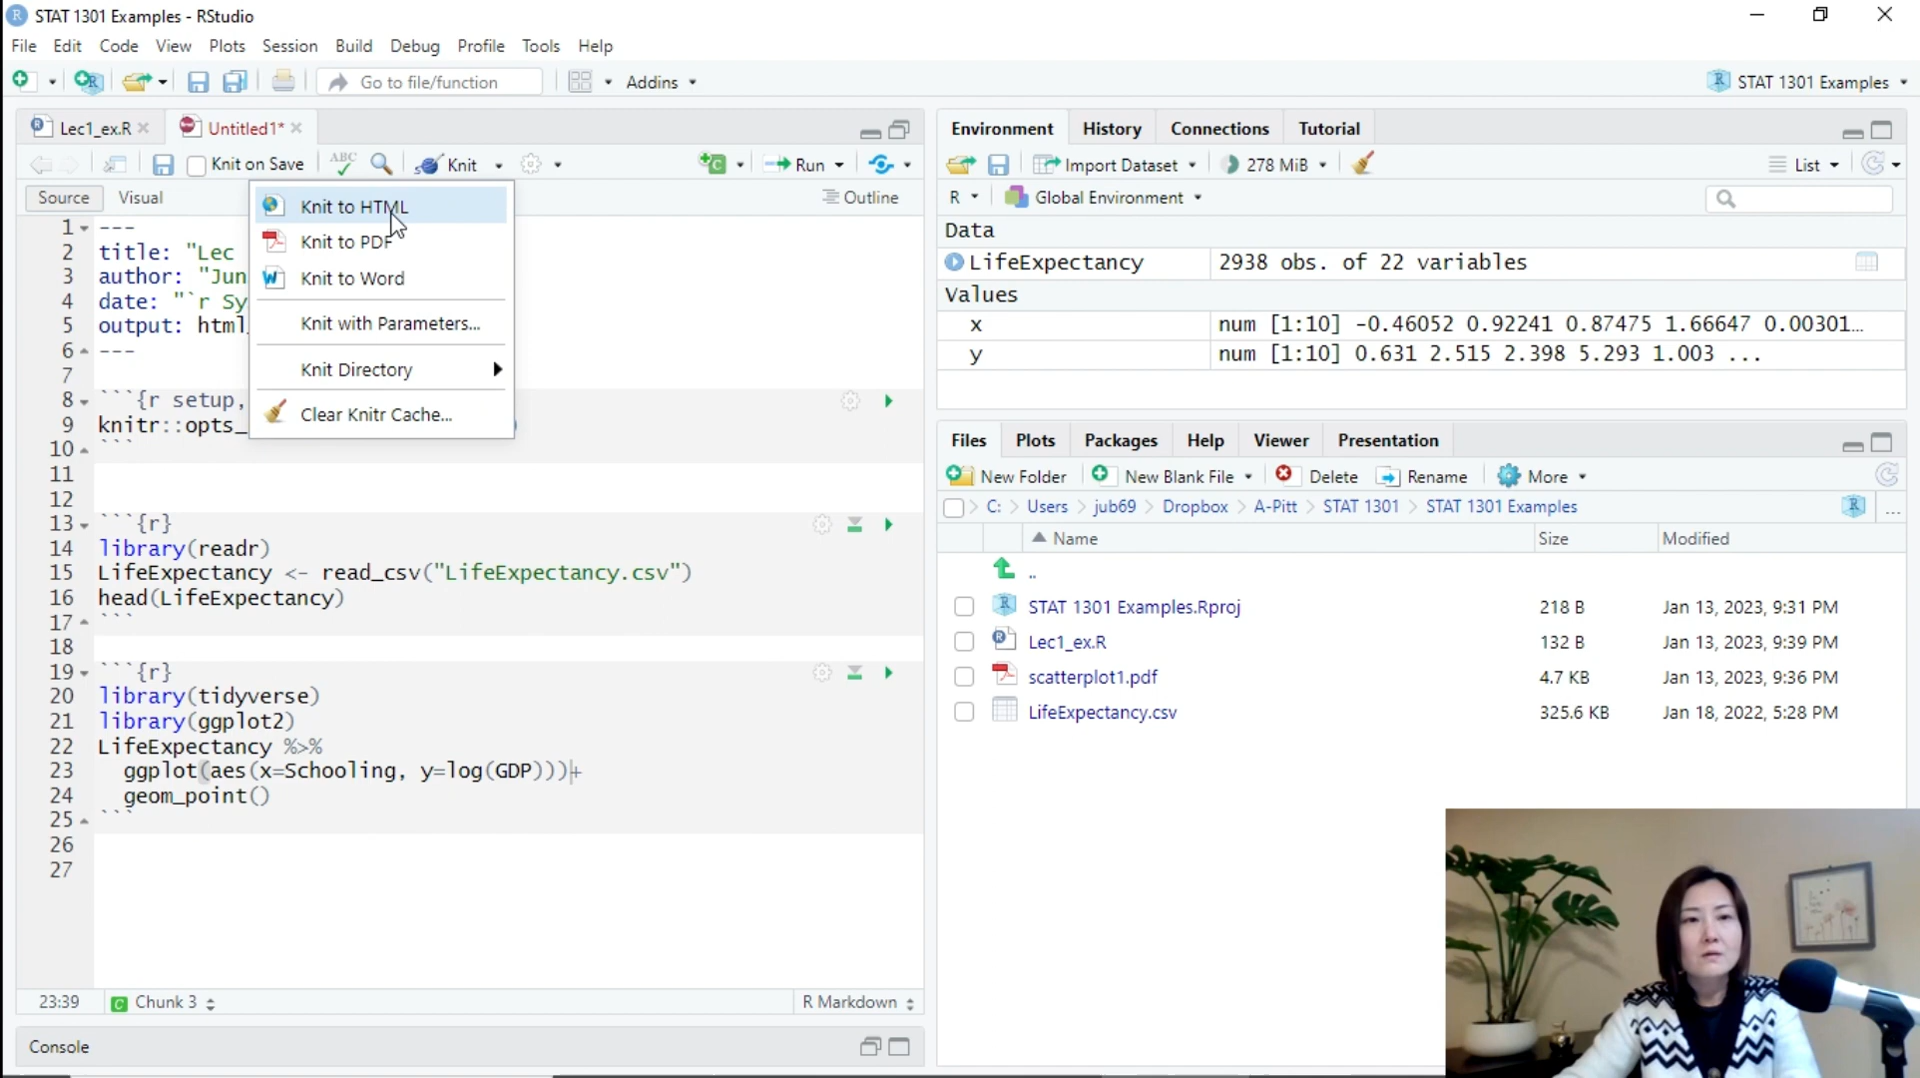 STAT 1301 Examples - RStudio
File Edit Code View Plots Session Build Debug Profile Tools Help
Go to file/function Addins STAT 1301 Examples
Lec1_ex.R Untitled1*
Knit on Save ABC Knit Run
Source Visual Outline
Knit to HTML
Knit to PDF
Knit to Word
Knit with Parameters...
Knit Directory
Clear Knitr Cache...
1 ---
2 title: "Lec
3 author: "Jun
4 date: "`r Sy
5 output: html_
6 ---
7
8 ```{r setup,
9 knitr::opts_
10 ```
11
12
13 ```{r}
14 library(readr)
15 LifeExpectancy <- read_csv("LifeExpectancy.csv")
16 head(LifeExpectancy)
17 ```
18
19 ```{r}
20 library(tidyverse)
21 library(ggplot2)
22 LifeExpectancy %>%
23 ggplot(aes(x=Schooling, y=log(GDP)))+
24 geom_point()
25 ```
26
27
23:39 Chunk 3 R Markdown
Console
Environment History Connections Tutorial
Import Dataset 278 MiB List
R Global Environment
Data
LifeExpectancy 2938 obs. of 22 variables
Values
x num [1:10] -0.46052 0.92241 0.87475 1.66647 0.00301…
y num [1:10] 0.631 2.515 2.398 5.293 1.003 ...
Files Plots Packages Help Viewer Presentation
New Folder New Blank File Delete Rename More
C: > Users > jub69 > Dropbox > A-Pitt > STAT 1301 > STAT 1301 Examples ...
Name Size Modified
..
STAT 1301 Examples.Rproj 218 B Jan 13, 2023, 9:31 PM
Lec1_ex.R 132 B Jan 13, 2023, 9:39 PM
scatterplot1.pdf 4.7 KB Jan 13, 2023, 9:36 PM
LifeExpectancy.csv 325.6 KB Jan 18, 2022, 5:28 PM